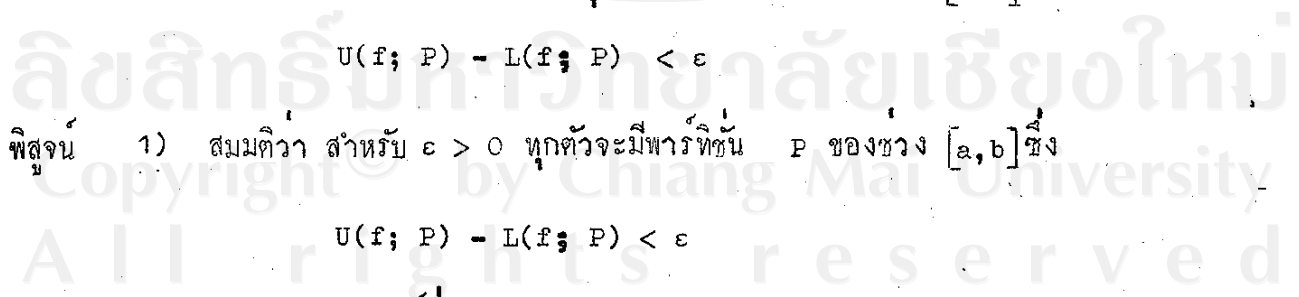 U(f; P) - L(f; P) < ε
ลิขสิทธิ์มหาวิทยาลัยเชียงใหม่
พิสูจน์ 1) สมมติว่า สำหรับ ε > 0 ทุกตัวจะมีพาร์ทิชั่น P ของช่วง [a, b] ซึ่ง
Copyright© by Chiang Mai University
U(f; P) - L(f; P) < ε
All rights reserved